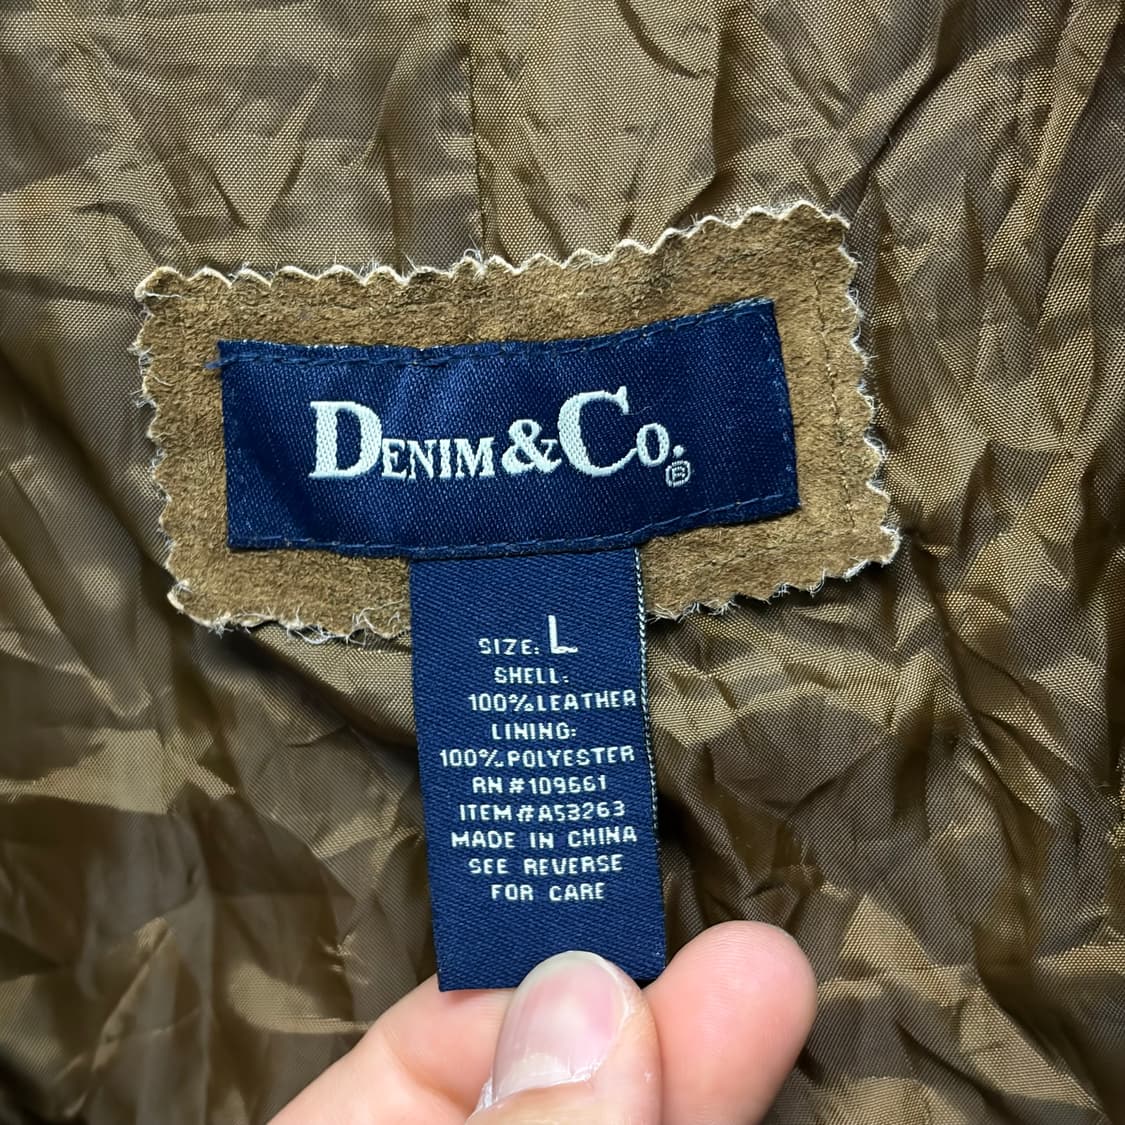 DENIM & CO.®
SIZE: L
SHELL:
100% LEATHER
LINING:
100% POLYESTER
RN #109661
ITEM #A53263
MADE IN CHINA
SEE REVERSE
FOR CARE